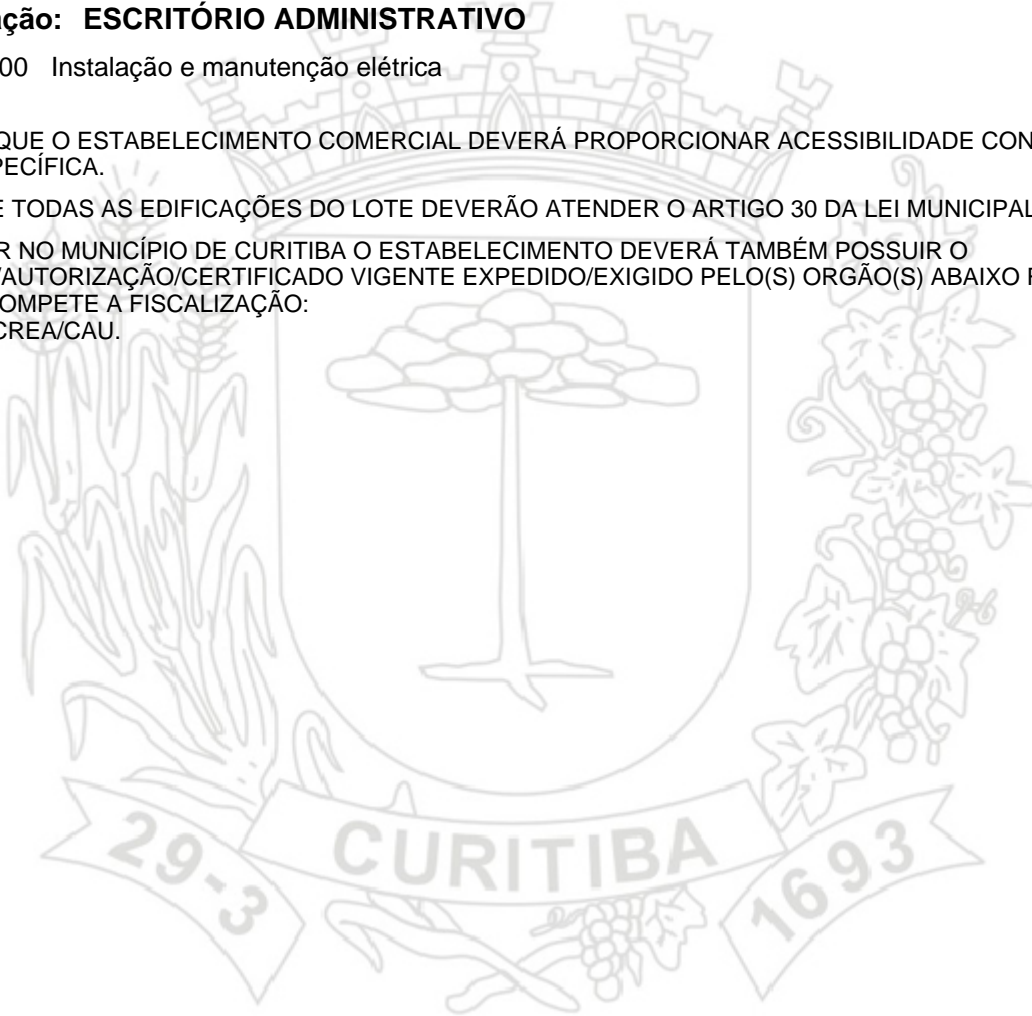 ação: ESCRITÓRIO ADMINISTRATIVO
00 Instalação e manutenção elétrica
QUE O ESTABELECIMENTO COMERCIAL DEVERÁ PROPORCIONAR ACESSIBILIDADE CON
PECÍFICA.
E TODAS AS EDIFICAÇÕES DO LOTE DEVERÃO ATENDER O ARTIGO 30 DA LEI MUNICIPAL
R NO MUNICÍPIO DE CURITIBA O ESTABELECIMENTO DEVERÁ TAMBÉM POSSUIR O
/AUTORIZAÇÃO/CERTIFICADO VIGENTE EXPEDIDO/EXIGIDO PELO(S) ORGÃO(S) ABAIXO
OMPETE A FISCALIZAÇÃO:
CREA/CAU.
29-3 CURITIBA 1693